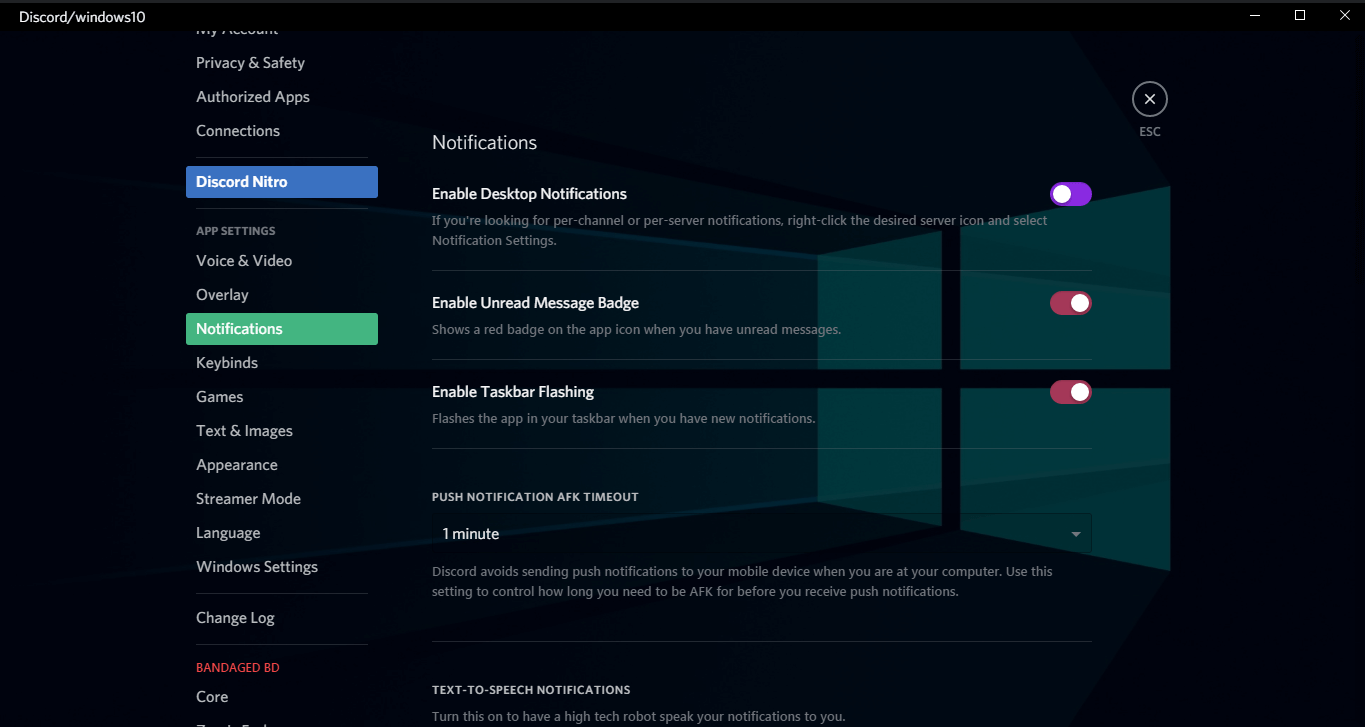 Discord/windows10
My Account
Privacy & Safety
Authorized Apps
Connections
Discord Nitro
APP SETTINGS
Voice & Video
Overlay
Notifications
Keybinds
Games
Text & Images
Appearance
Streamer Mode
Language
Windows Settings
Change Log
BANDAGED BD
Core
ESC
Notifications
Enable Desktop Notifications
If you're looking for per-channel or per-server notifications, right-click the desired server icon and select
Notification Settings.
Enable Unread Message Badge
Shows a red badge on the app icon when you have unread messages.
Enable Taskbar Flashing
Flashes the app in your taskbar when you have new notifications.
PUSH NOTIFICATION AFK TIMEOUT
1 minute
Discord avoids sending push notifications to your mobile device when you are at your computer. Use this
setting to control how long you need to be AFK for before you receive push notifications.
TEXT-TO-SPEECH NOTIFICATIONS
Turn this on to have a high tech robot speak your notifications to you.